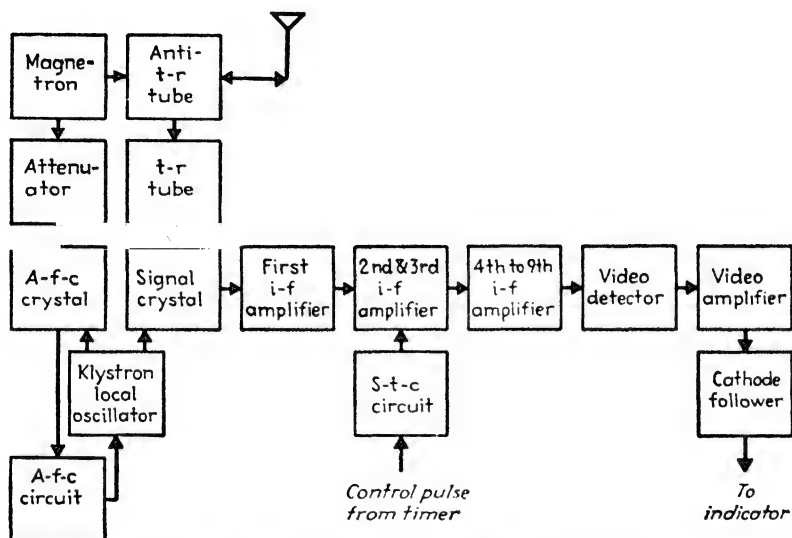 Magne-
tron
Anti-
t-r
tube
Attenu-
ator
t-r
tube
A-f-c
crystal
Signal
crystal
First
i-f
amplifier
2nd & 3rd
i-f
amplifier
4th to 9th
i-f
amplifier
Video
detector
Video
amplifier
Klystron
local
oscillator
S-t-c
circuit
Cathode
follower
A-f-c
circuit
Control pulse
from timer
To
indicator